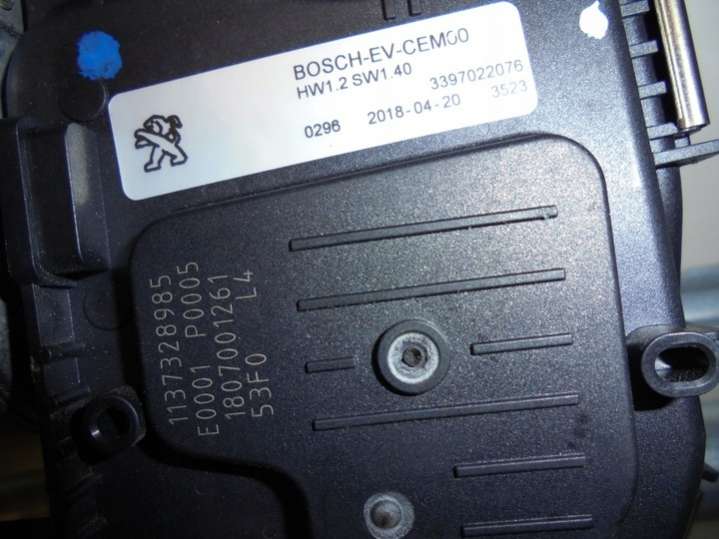 BOSCH-EV-CEM00
HW1.2 SW1.40 3397022076
0296 2018-04-20 3523
1137328985
E0001 P0005
1807001261
53F0 L4